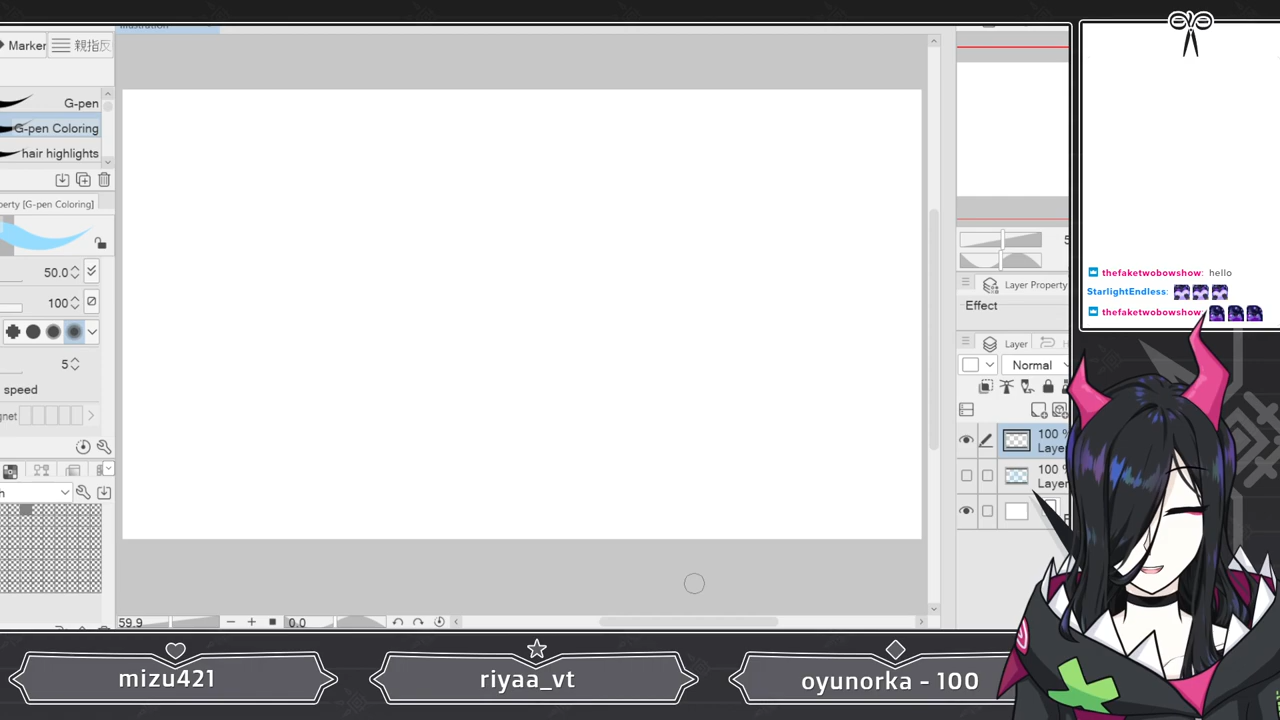 Illustration
Marker
親指反
G-pen
G-pen Coloring
hair highlights
perty [G-pen Coloring]
50.0
100
5
speed
gnet
h
59.9
0.0
5
Layer Property
Effect
Layer
Normal
100 %
Layer
100 %
Layer
thefaketwobowshow: hello
StarlightEndless:
thefaketwobowshow:
mizu421
riyaa_vt
oyunorka - 100